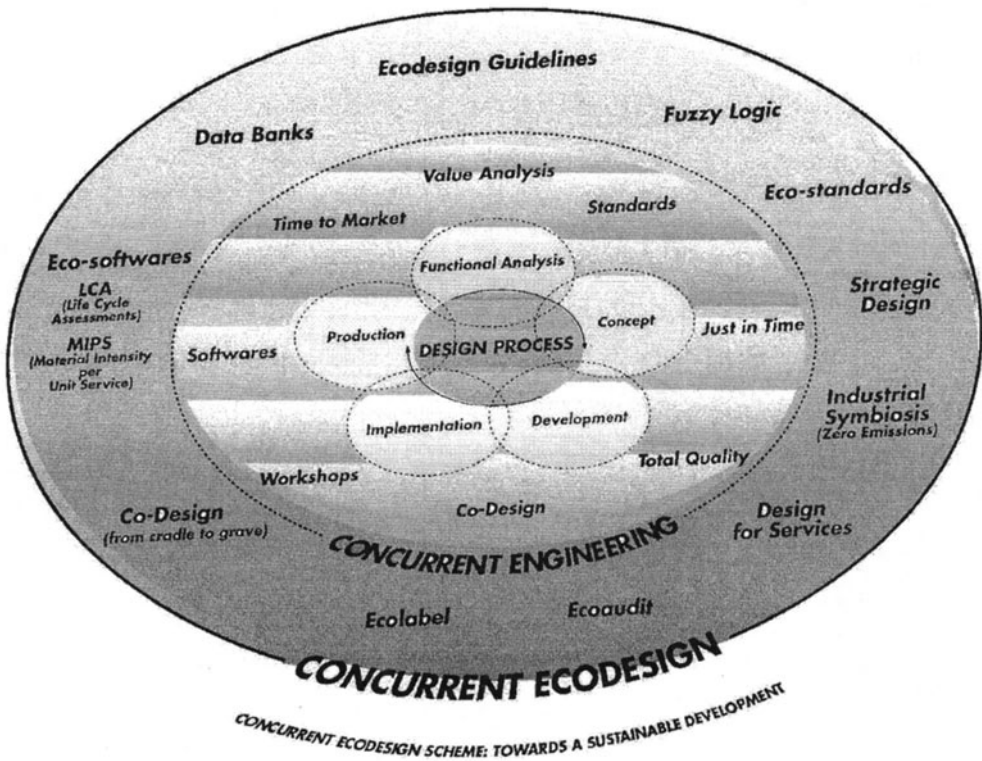 Ecodesign Guidelines
Fuzzy Logic
Data Banks
Value Analysis
Eco-standards
Standards
Time to Market
Eco-softwares
LCA
(Life Cycle
Assessments)
MIPS
(Material Intensity
per
Unit Service)
Functional Analysis
Strategic
Design
Production
Concept
Just in Time
Softwares
DESIGN PROCESS
Industrial
Symbiosis
(Zero Emissions)
Implementation
Development
Workshops
Total Quality
Co-Design
Co-Design
(from cradle to grave)
Design
for Services
CONCURRENT ENGINEERING
Ecolabel
Ecoaudit
CONCURRENT ECODESIGN
CONCURRENT ECODESIGN SCHEME: TOWARDS A SUSTAINABLE DEVELOPMENT